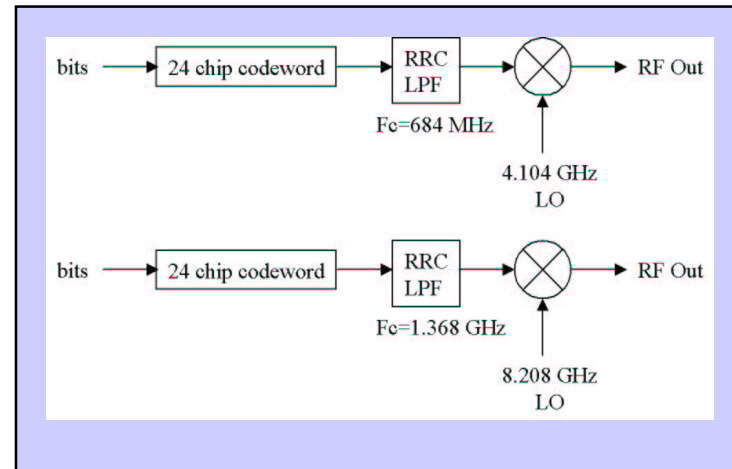 bits 24 chip codeword RRC LPF RF Out
Fc=684 MHz
4.104 GHz
LO
bits 24 chip codeword RRC LPF RF Out
Fc=1.368 GHz
8.208 GHz
LO